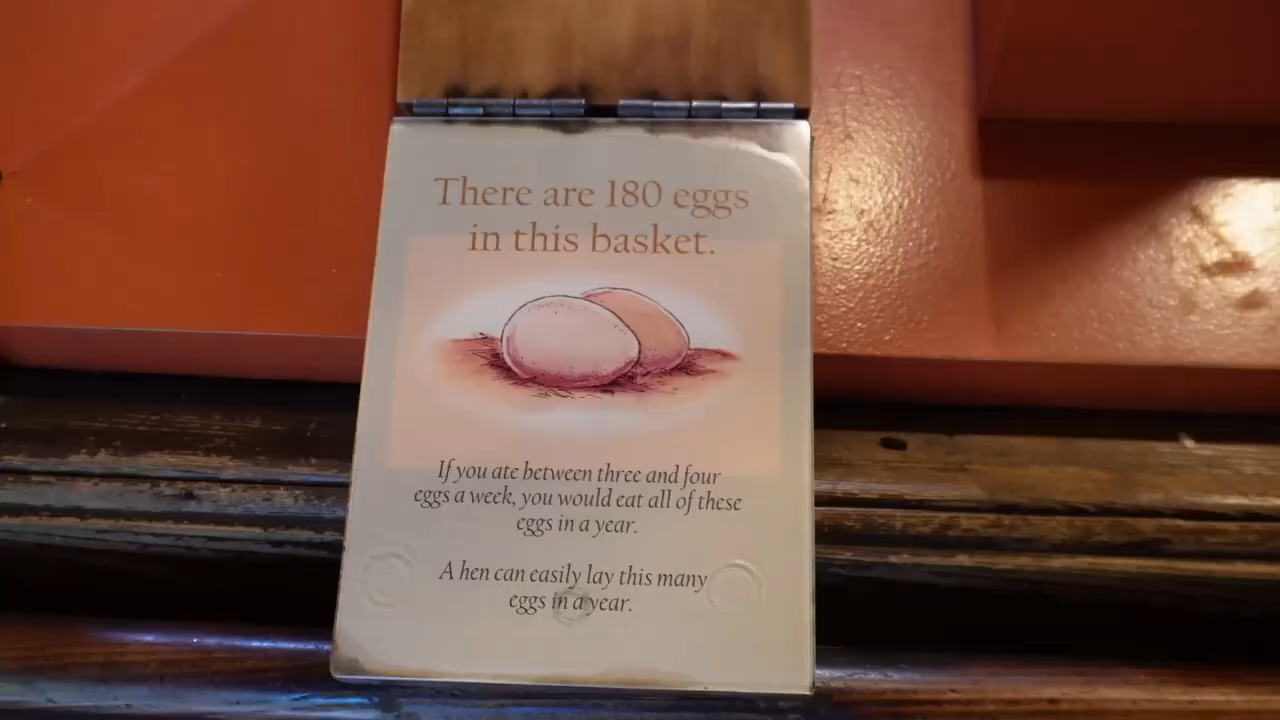 There are 180 eggs
in this basket.
If you ate between three and four
eggs a week, you would eat all of these
eggs in a year.
A hen can easily lay this many
eggs in a year.